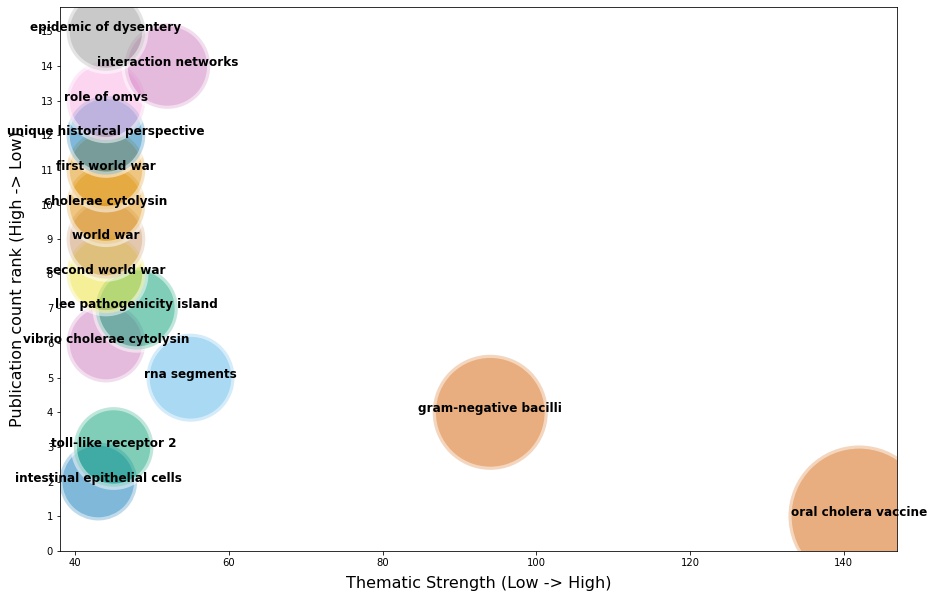 epidemic of dysentery
15
interaction networks
14
role of omvs
13
unique historical perspective
12
first world war
11
cholerae cytolysin
10
world war
9
second world war
8
lee pathogenicity island
7
vibrio cholerae cytolysin
6
rna segments
5
gram-negative bacilli
4
toll-like receptor 2
3
intestinal epithelial cells
2
oral cholera vaccine
1
0
40 60 80 100 120 140
Thematic Strength (Low -> High)
Publication count rank (High -> Low)